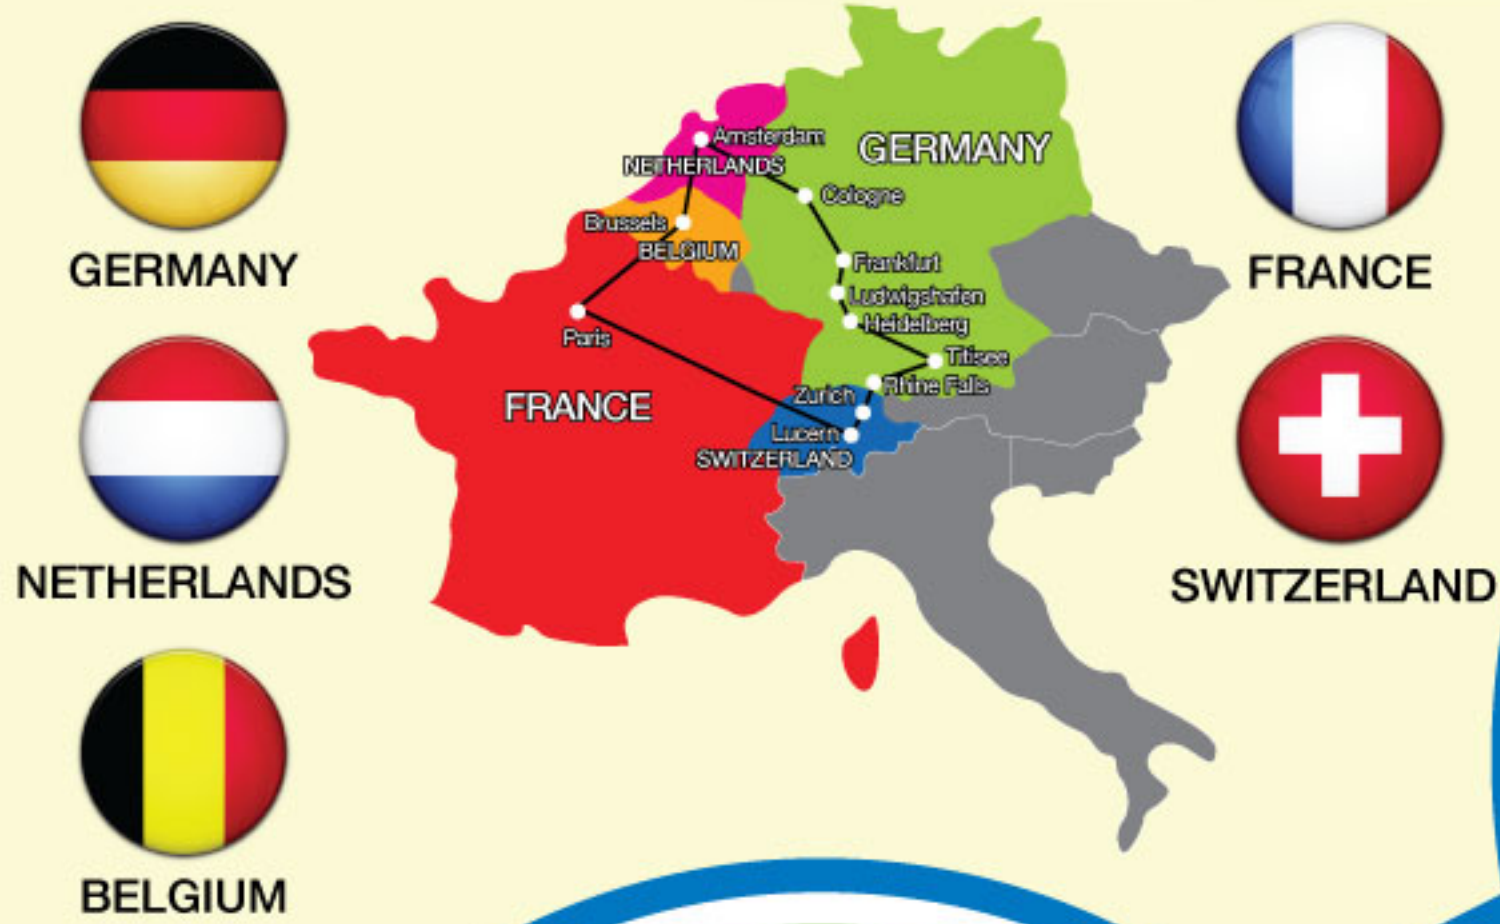 GERMANY
NETHERLANDS
BELGIUM
Amsterdam
NETHERLANDS
GERMANY
Cologne
Brussels
BELGIUM
Frankfurt
Ludwigshafen
Heidelberg
Paris
Titisee
Rhine Falls
Zurich
FRANCE
Lucern
SWITZERLAND
FRANCE
SWITZERLAND